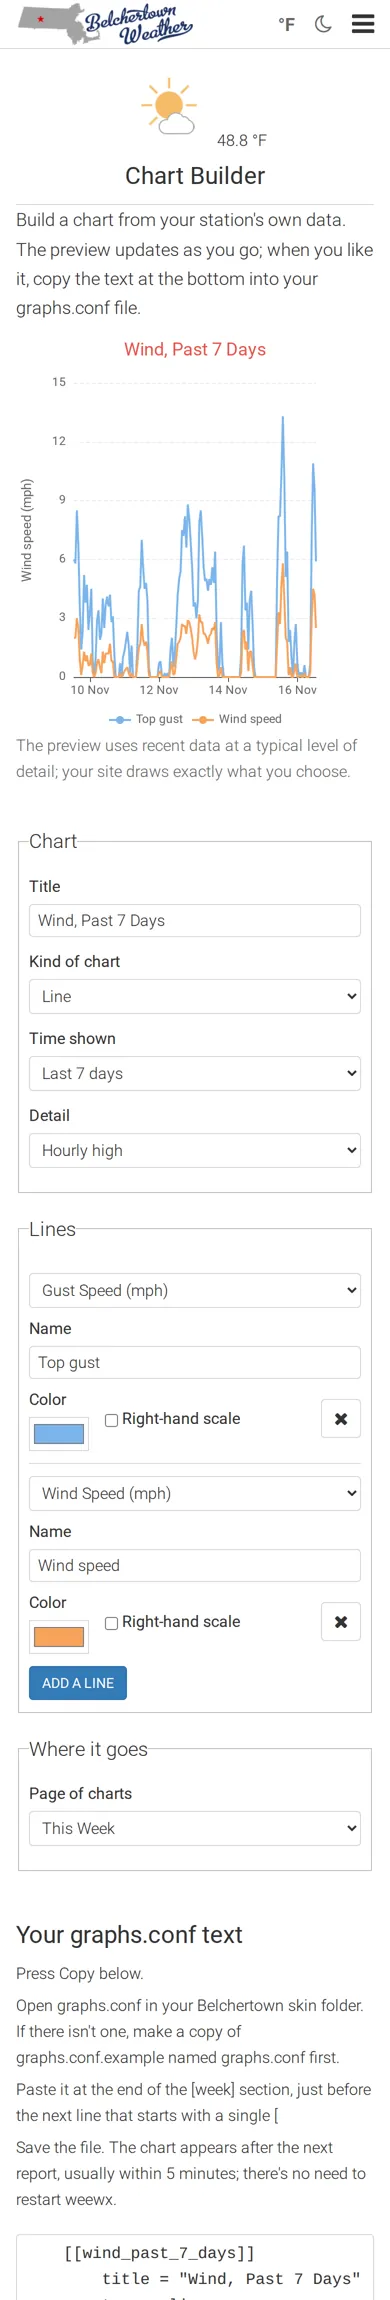 Belchertown
Weather
°F
48.8 °F
Chart Builder
Build a chart from your station's own data.
The preview updates as you go; when you like
it, copy the text at the bottom into your
graphs.conf file.
Wind, Past 7 Days
15
12
9
6
3
0
Wind speed (mph)
10 Nov
12 Nov
14 Nov
16 Nov
Top gust
Wind speed
The preview uses recent data at a typical level of
detail; your site draws exactly what you choose.
Chart
Title
Wind, Past 7 Days
Kind of chart
Line
Time shown
Last 7 days
Detail
Hourly high
Lines
Gust Speed (mph)
Name
Top gust
Color
Right-hand scale
Wind Speed (mph)
Name
Wind speed
Color
Right-hand scale
ADD A LINE
Where it goes
Page of charts
This Week
Your graphs.conf text
Press Copy below.
Open graphs.conf in your Belchertown skin folder.
If there isn't one, make a copy of
graphs.conf.example named graphs.conf first.
Paste it at the end of the [week] section, just before
the next line that starts with a single [
Save the file. The chart appears after the next
report, usually within 5 minutes; there's no need to
restart weewx.
[[wind_past_7_days]]
title = "Wind, Past 7 Days"